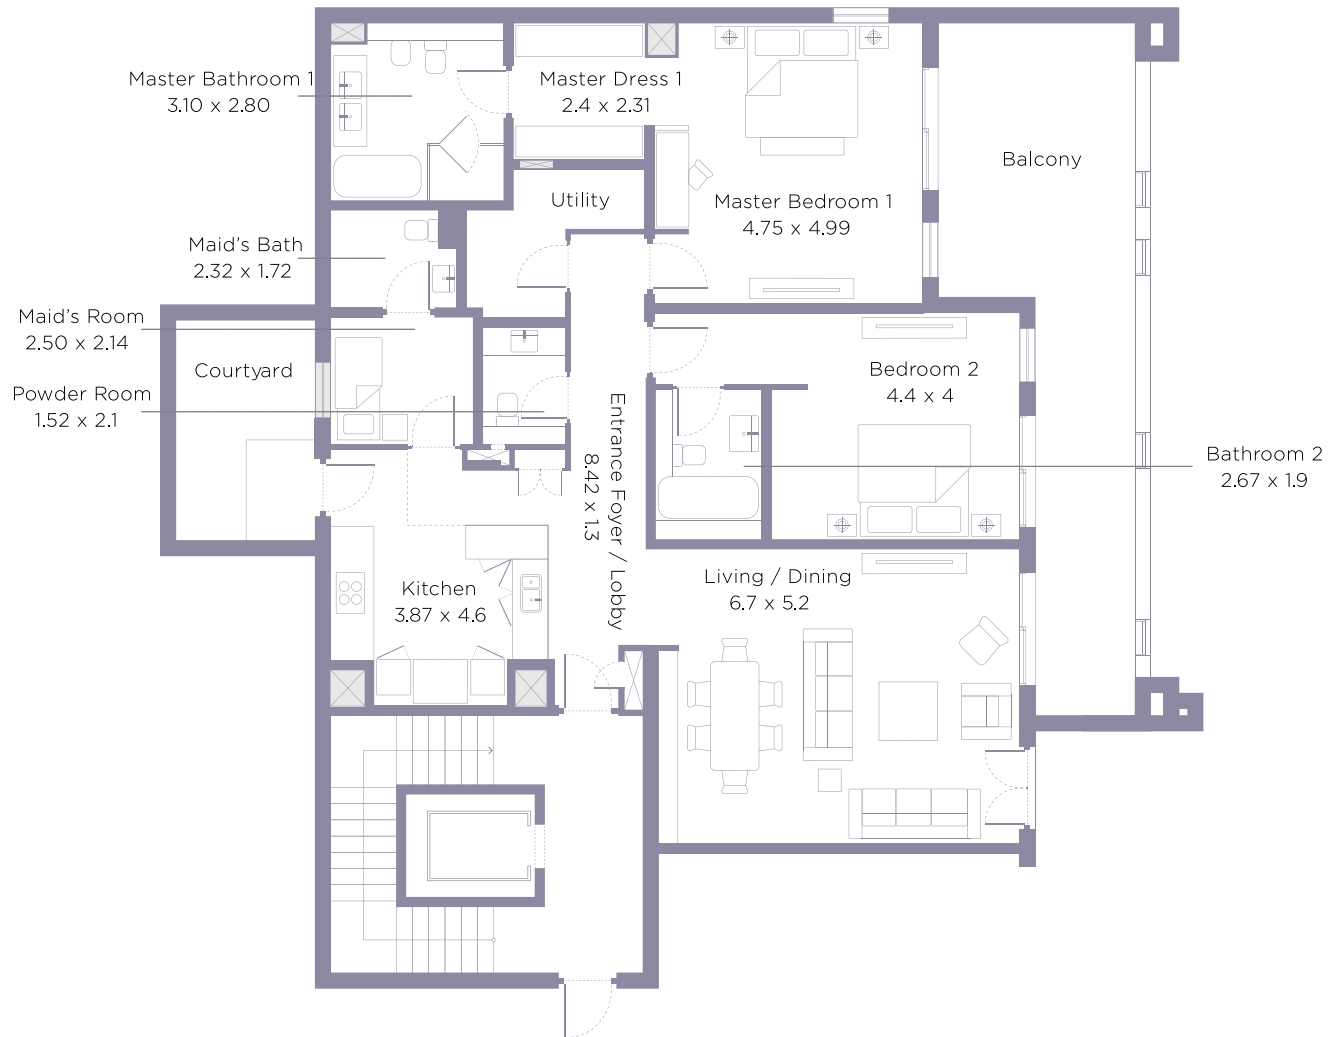 Master Bathroom 1
3.10 x 2.80
Master Dress 1
2.4 x 2.31
Balcony
Utility
Master Bedroom 1
4.75 x 4.99
Maid's Bath
2.32 x 1.72
Maid's Room
2.50 x 2.14
Courtyard
Bedroom 2
4.4 x 4
Powder Room
1.52 x 2.1
Entrance Foyer / Lobby
8.42 x 1.3
Bathroom 2
2.67 x 1.9
Kitchen
3.87 x 4.6
Living / Dining
6.7 x 5.2